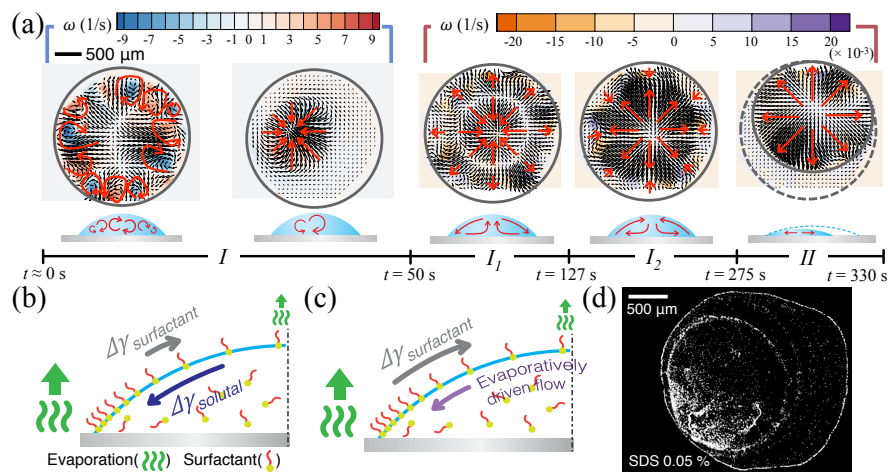 (a)
ω (1/s)
-9 -7 -5 -3 -1 0 1 3 5 7 9
ω (1/s)
-20 -15 -10 -5 0 5 10 15 20
(× 10⁻³)
500 μm
I
I₁
I₂
II
t ≈ 0 s
t = 50 s
t = 127 s
t = 275 s
t = 330 s
(b)
Δγ surfactant
Δγ solutal
Evaporation( ) Surfactant( )
(c)
Δγ surfactant
Evaporatively
driven flow
(d)
500 μm
SDS 0.05 %